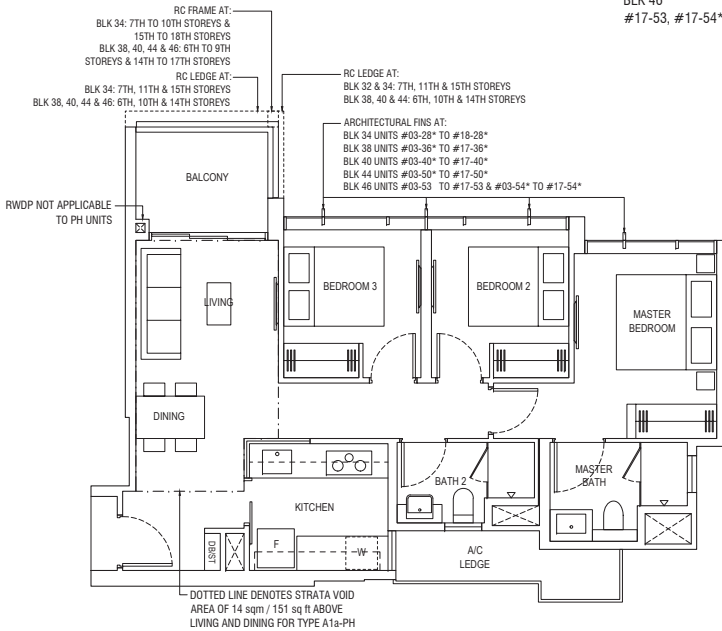 BLK 46
#17-53, #17-54*
RC FRAME AT:
BLK 34: 7TH TO 10TH STOREYS &
15TH TO 18TH STOREYS
BLK 38, 40, 44 & 46: 6TH TO 9TH
STOREYS & 14TH TO 17TH STOREYS
RC LEDGE AT:
BLK 34: 7TH, 11TH & 15TH STOREYS
BLK 38, 40, 44 & 46: 6TH, 10TH & 14TH STOREYS
RC LEDGE AT:
BLK 32 & 34: 7TH, 11TH & 15TH STOREYS
BLK 38, 40 & 44: 6TH, 10TH & 14TH STOREYS
ARCHITECTURAL FINS AT:
BLK 34 UNITS #03-28* TO #18-28*
BLK 38 UNITS #03-36* TO #17-36*
BLK 40 UNITS #03-40* TO #17-40*
BLK 44 UNITS #03-50* TO #17-50*
BLK 46 UNITS #03-53 TO #17-53 & #03-54* TO #17-54*
BALCONY
RWDP NOT APPLICABLE
TO PH UNITS
LIVING
BEDROOM 3
BEDROOM 2
MASTER
BEDROOM
DINING
KITCHEN
BATH 2
MASTER
BATH
F
W
DB/ST
A/C
LEDGE
DOTTED LINE DENOTES STRATA VOID
AREA OF 14 sqm / 151 sq ft ABOVE
LIVING AND DINING FOR TYPE A1a-PH